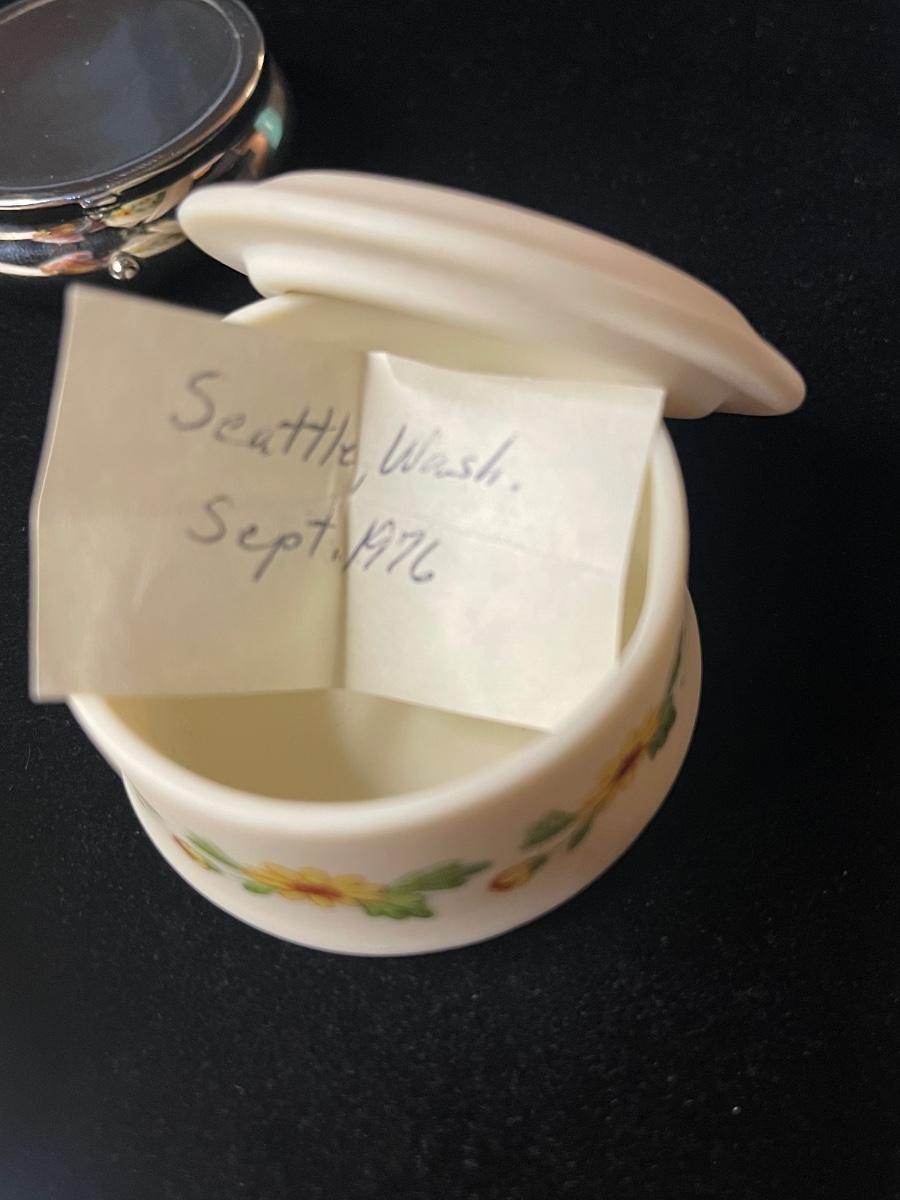 Seattle, Wash.
Sept. 1976